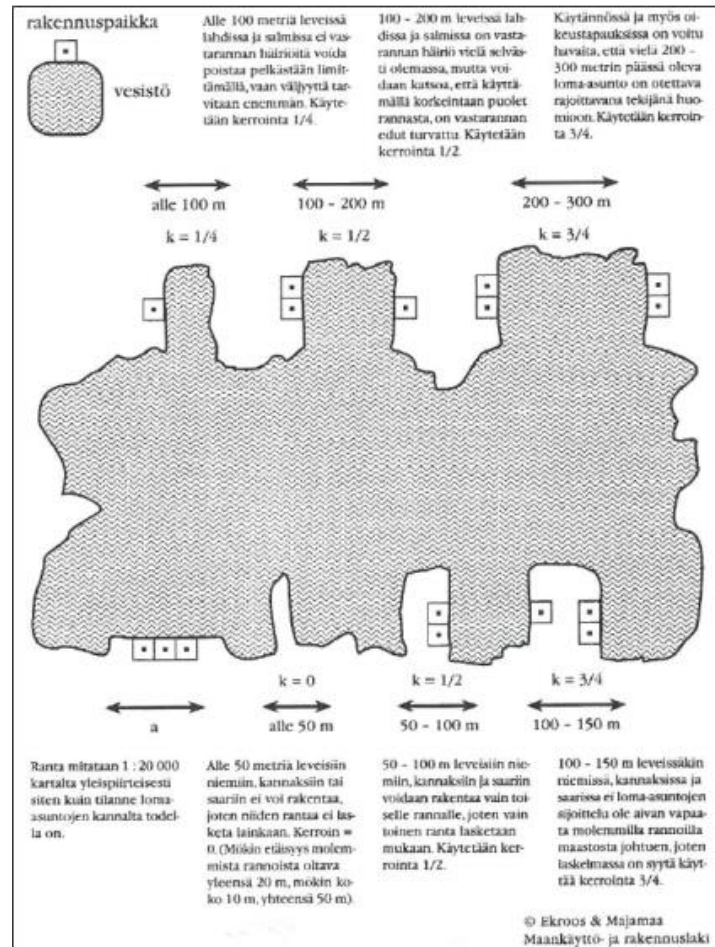 rakennuspaikka
vesistö
Alle 100 metriä leveissä
lahdissa ja salmissa ei vas-
tarannan häiriöitä voida
poistaa pelkästään limit-
tämällä, vaan väljyyttä tar-
vitaan enemmän. Käyte-
tään kerrointa 1/4.
100 - 200 m leveissä lah-
dissa ja salmissa on vasta-
rannan häiriö vielä selväs-
ti olemassa, mutta voi-
daan katsoa, että käyttä-
mällä korkeintaan puolet
rannasta, on vastarannan
edut turvattu. Käytetään
kerrointa 1/2.
Käytännössä ja myös oi-
keustapauksissa on voitu
havaita, että vielä 200 -
300 metrin päässä oleva
loma-asunto on otettava
rajoittavana tekijänä huo-
mioon. Käytetään kerroin-
ta 3/4.
alle 100 m
k = 1/4
100 - 200 m
k = 1/2
200 - 300 m
k = 3/4
k = 0
k = 1/2
k = 3/4
a
alle 50 m
50 - 100 m
100 - 150 m
Ranta mitataan 1 : 20 000
kartalta yleispiirteisesti
siten kuin tilanne loma-
asuntojen kannalta todel-
la on.
Alle 50 metriä leveisiin
niemiin, kannaksiin tai
saariin ei voi rakentaa,
joten niiden rantaa ei las-
keta lainkaan. Kerroin =
0. (Mökin etäisyys molem-
mista rannoista oltava
yleensä 20 m, mökin ko-
ko 10 m, yhteensä 50 m)
50 - 100 m leveisiin nie-
miin, kannaksiin ja saariin
voidaan rakentaa vain toi-
selle rannalle, joten vain
toinen ranta lasketaan
mukaan. Käytetään ker-
rointa 1/2.
100 - 150 m leveissäkin
niemissä, kannaksissa ja
saarissa ei loma-asuntojen
sijoittelu ole aivan vapaa-
ta molemmilla rannoilla
maastosta johtuen, joten
laskelmassa on syytä käyt-
tää kerrointa 3/4.
© Ekroos & Majamaa
Maankäyttö- ja rakennuslaki